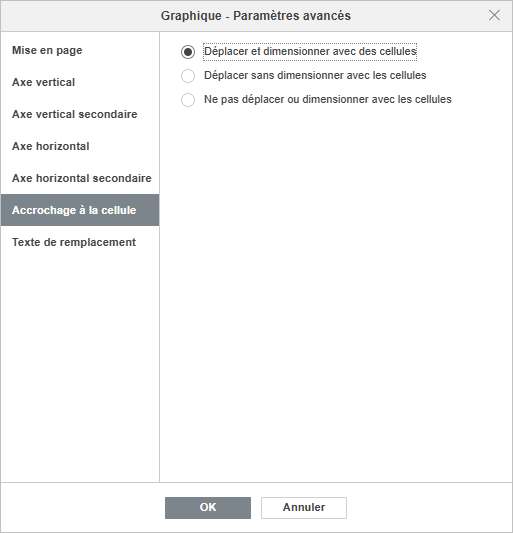 Graphique - Paramètres avancés
Mise en page
Axe vertical
Axe vertical secondaire
Axe horizontal
Axe horizontal secondaire
Accrochage à la cellule
Texte de remplacement
Déplacer et dimensionner avec des cellules
Déplacer sans dimensionner avec les cellules
Ne pas déplacer ou dimensionner avec les cellules
OK
Annuler